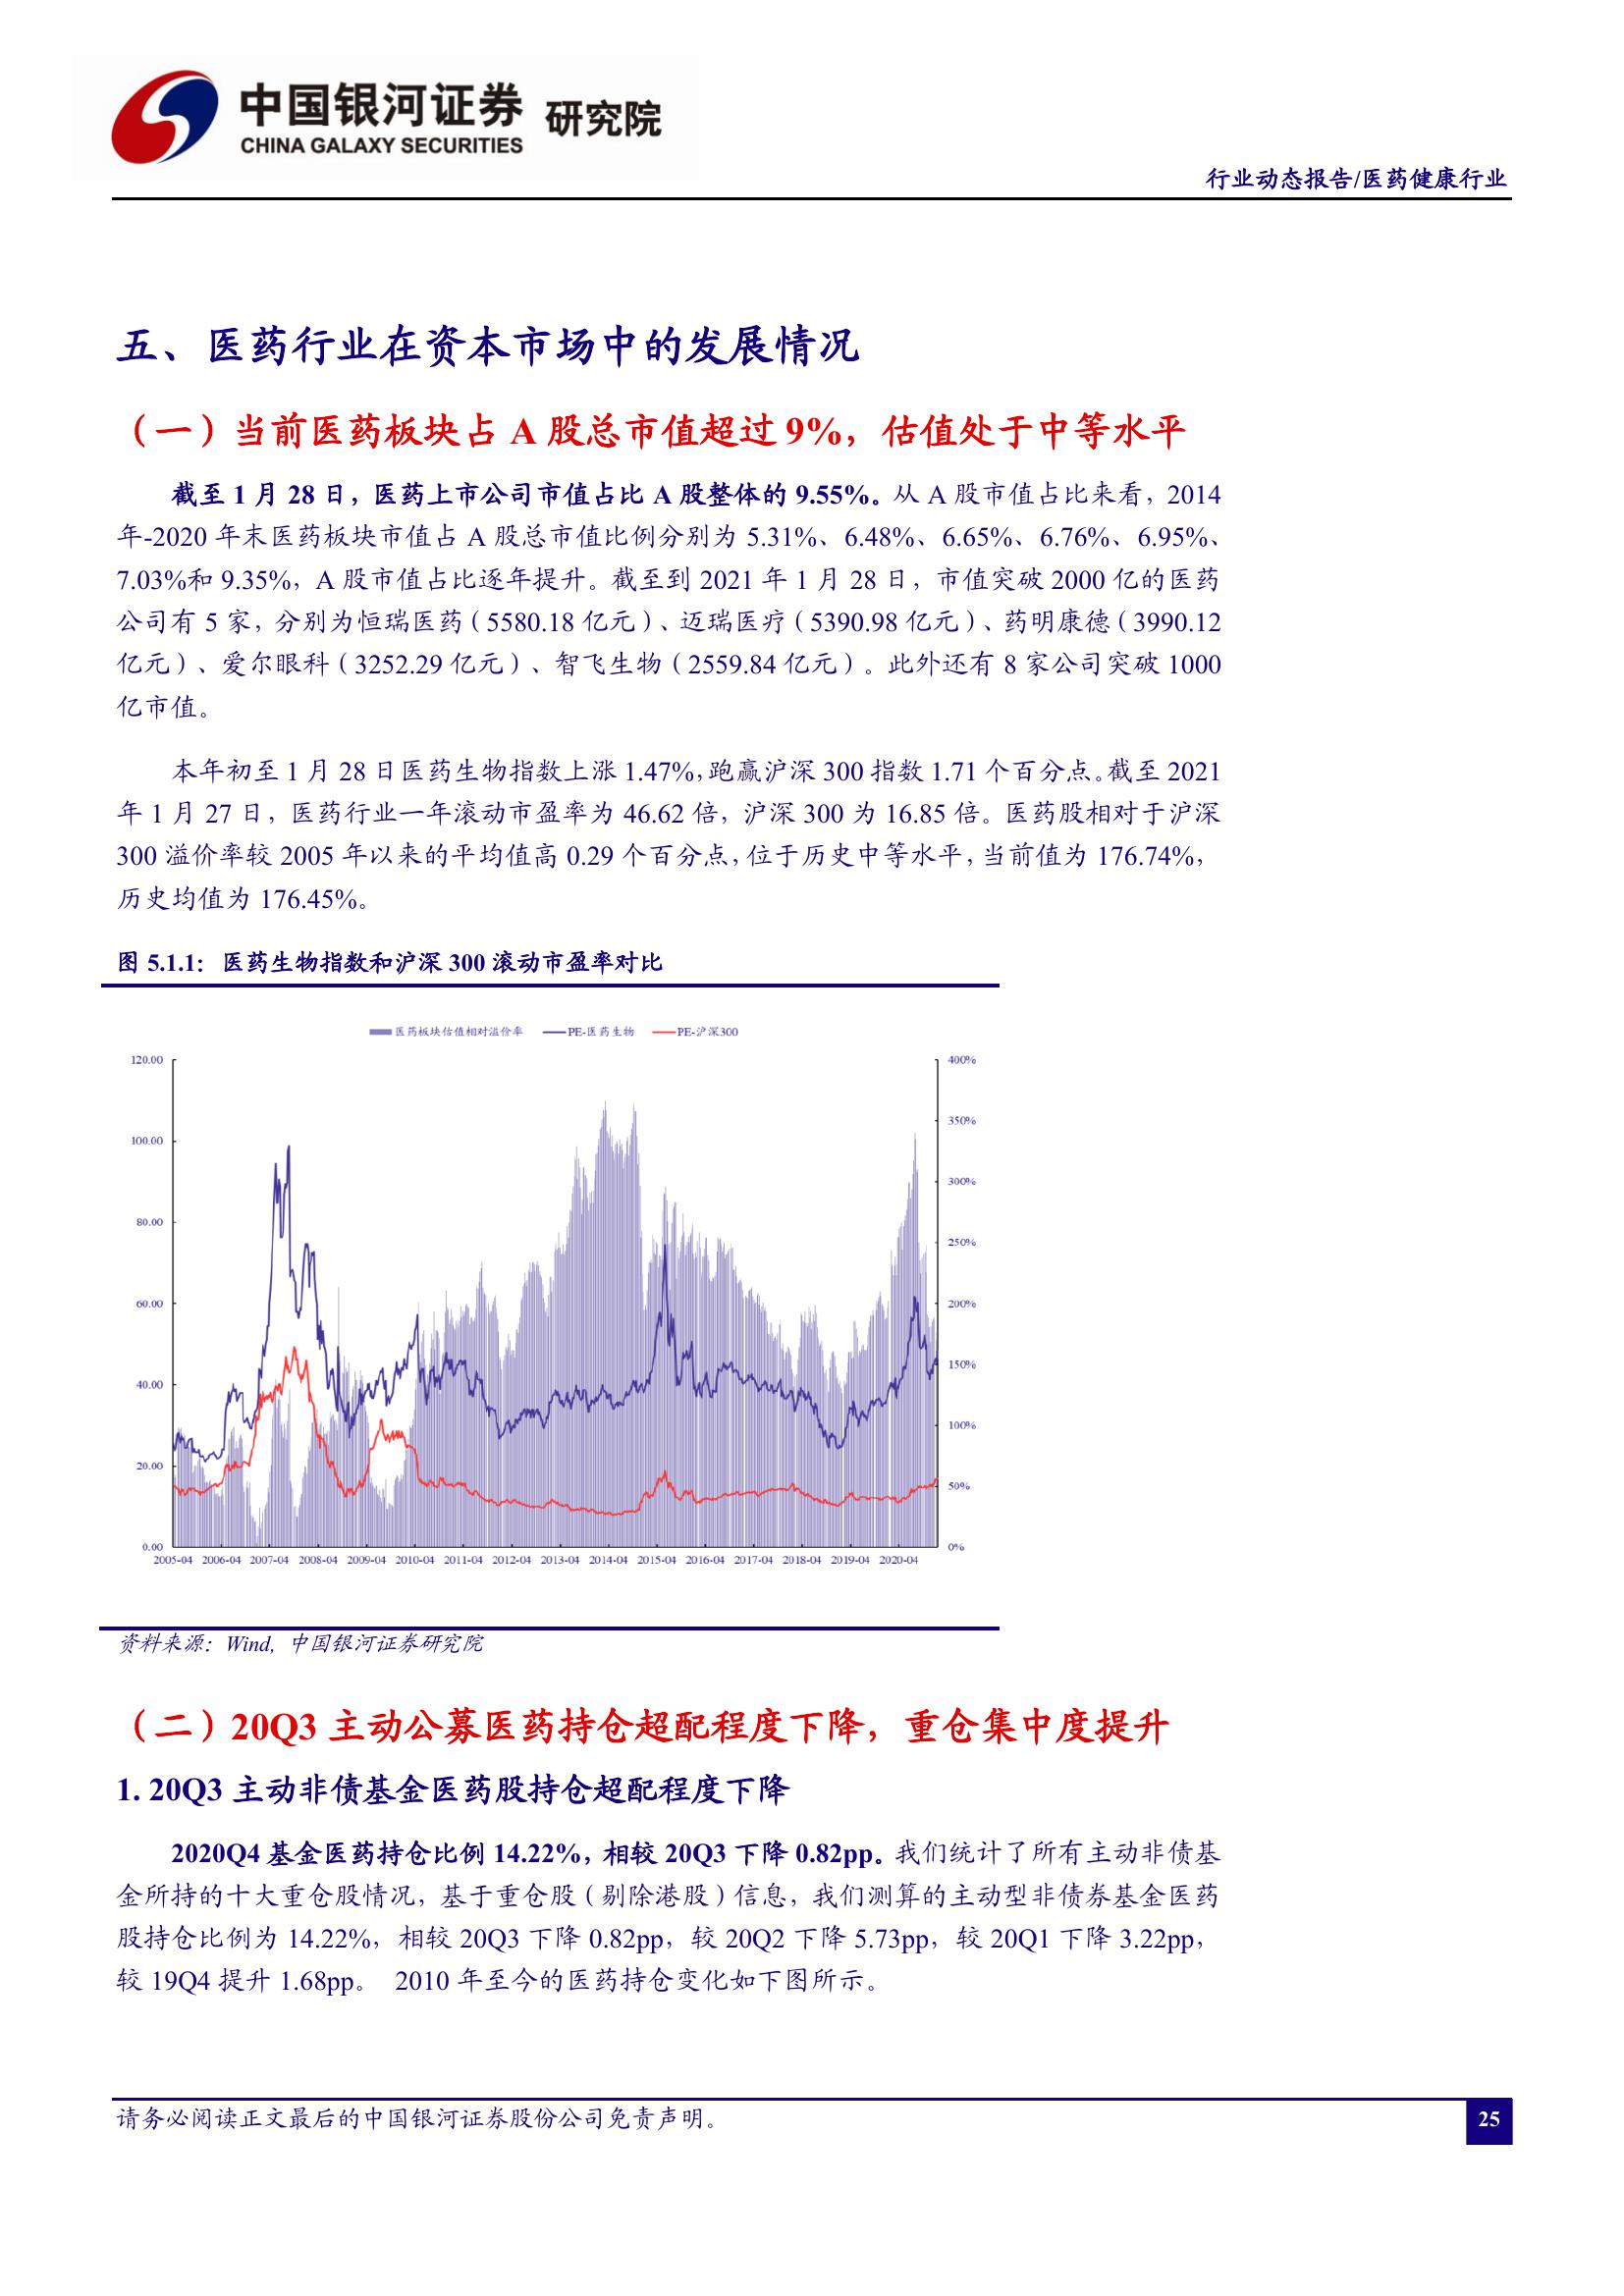 中国银河证券 研究院
CHINA GALAXY SECURITIES
行业动态报告/医药健康行业
五、医药行业在资本市场中的发展情况
（一）当前医药板块占 A 股总市值超过 9%，估值处于中等水平
截至 1 月 28 日，医药上市公司市值占比 A 股整体的 9.55%。从 A 股市值占比来看，2014
年-2020 年末医药板块市值占 A 股总市值比例分别为 5.31%、6.48%、6.65%、6.76%、6.95%、
7.03%和 9.35%，A 股市值占比逐年提升。截至到 2021 年 1 月 28 日，市值突破 2000 亿的医药
公司有 5 家，分别为恒瑞医药（5580.18 亿元）、迈瑞医疗（5390.98 亿元）、药明康德（3990.12
亿元）、爱尔眼科（3252.29 亿元）、智飞生物（2559.84 亿元）。此外还有 8 家公司突破 1000
亿市值。
本年初至 1 月 28 日医药生物指数上涨 1.47%，跑赢沪深 300 指数 1.71 个百分点。截至 2021
年 1 月 27 日，医药行业一年滚动市盈率为 46.62 倍，沪深 300 为 16.85 倍。医药股相对于沪深
300 溢价率较 2005 年以来的平均值高 0.29 个百分点，位于历史中等水平，当前值为 176.74%，
历史均值为 176.45%。
图 5.1.1：医药生物指数和沪深 300 滚动市盈率对比
医药板块估值相对溢价率 PE-医药生物 PE-沪深300
120.00 400%
350%
100.00
300%
80.00
250%
60.00 200%
150%
40.00
100%
20.00
50%
0.00 0%
2005-04 2006-04 2007-04 2008-04 2009-04 2010-04 2011-04 2012-04 2013-04 2014-04 2015-04 2016-04 2017-04 2018-04 2019-04 2020-04
资料来源：Wind, 中国银河证券研究院
（二）20Q3 主动公募医药持仓超配程度下降，重仓集中度提升
1. 20Q3 主动非债基金医药股持仓超配程度下降
2020Q4 基金医药持仓比例 14.22%，相较 20Q3 下降 0.82pp。我们统计了所有主动非债基
金所持的十大重仓股情况，基于重仓股（剔除港股）信息，我们测算的主动型非债券基金医药
股持仓比例为 14.22%，相较 20Q3 下降 0.82pp，较 20Q2 下降 5.73pp，较 20Q1 下降 3.22pp，
较 19Q4 提升 1.68pp。 2010 年至今的医药持仓变化如下图所示。
请务必阅读正文最后的中国银河证券股份公司免责声明。
25